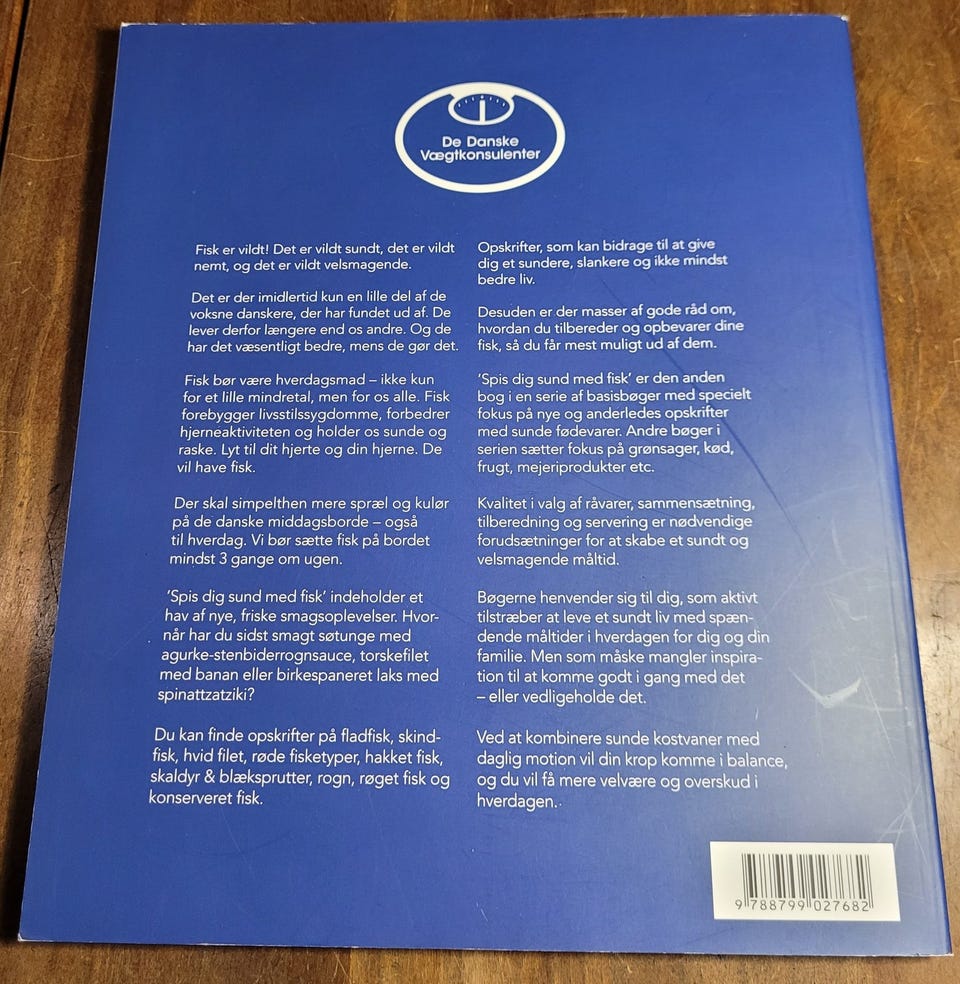 De Danske
Vægtkonsulenter
Fisk er vildt! Det er vildt sundt, det er vildt
nemt, og det er vildt velsmagende.
Det er der imidlertid kun en lille del af de
voksne danskere, der har fundet ud af. De
lever derfor længere end os andre. Og de
har det væsentligt bedre, mens de gør det.
Fisk bør være hverdagsmad – ikke kun
for et lille mindretal, men for os alle. Fisk
forebygger livsstilssygdomme, forbedrer
hjerneaktiviteten og holder os sunde og
raske. Lyt til dit hjerte og din hjerne. De
vil have fisk.
Der skal simpelthen mere spræl og kulør
på de danske middagsborde – også
til hverdag. Vi bør sætte fisk på bordet
mindst 3 gange om ugen.
'Spis dig sund med fisk' indeholder et
hav af nye, friske smagsoplevelser. Hvor-
når har du sidst smagt søtunge med
agurke-stenbiderrognsauce, torskefilet
med banan eller birkespaneret laks med
spinattzatziki?
Du kan finde opskrifter på fladfisk, skind-
fisk, hvid filet, røde fisketyper, hakket fisk,
skaldyr & blæksprutter, rogn, røget fisk og
konserveret fisk.
Opskrifter, som kan bidrage til at give
dig et sundere, slankere og ikke mindst
bedre liv.
Desuden er der masser af gode råd om,
hvordan du tilbereder og opbevarer dine
fisk, så du får mest muligt ud af dem.
'Spis dig sund med fisk' er den anden
bog i en serie af basisbøger med specielt
fokus på nye og anderledes opskrifter
med sunde fødevarer. Andre bøger i
serien sætter fokus på grønsager, kød,
frugt, mejeriprodukter etc.
Kvalitet i valg af råvarer, sammensætning,
tilberedning og servering er nødvendige
forudsætninger for at skabe et sundt og
velsmagende måltid.
Bøgerne henvender sig til dig, som aktivt
tilstræber at leve et sundt liv med spæn-
dende måltider i hverdagen for dig og din
familie. Men som måske mangler inspira-
tion til at komme godt i gang med det
– eller vedligeholde det.
Ved at kombinere sunde kostvaner med
daglig motion vil din krop komme i balance,
og du vil få mere velvære og overskud i
hverdagen.
9 788799 027682